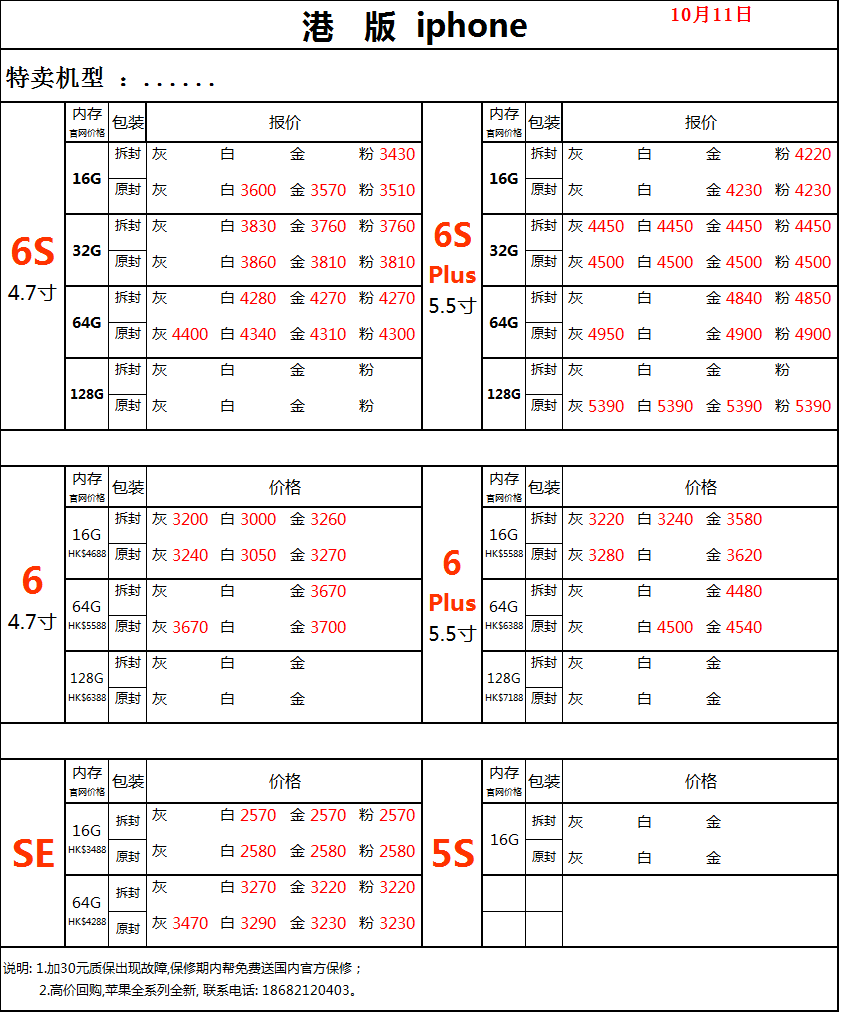 港 版 iphone 10月11日
特卖机型 ：......
6S 4.7寸
内存 官网价格 包装 报价
16G 拆封 灰 白 金 粉 3430
原封 灰 白 3600 金 3570 粉 3510
32G 拆封 灰 白 3830 金 3760 粉 3760
原封 灰 白 3860 金 3810 粉 3810
64G 拆封 灰 白 4280 金 4270 粉 4270
原封 灰 4400 白 4340 金 4310 粉 4300
128G 拆封 灰 白 金 粉
原封 灰 白 金 粉
6S Plus 5.5寸
内存 官网价格 包装 报价
16G 拆封 灰 白 金 粉 4220
原封 灰 白 金 4230 粉 4230
32G 拆封 灰 4450 白 4450 金 4450 粉 4450
原封 灰 4500 白 4500 金 4500 粉 4500
64G 拆封 灰 白 金 4840 粉 4850
原封 灰 4950 白 金 4900 粉 4900
128G 拆封 灰 白 金 粉
原封 灰 5390 白 5390 金 5390 粉 5390
6 4.7寸
内存 官网价格 包装 价格
16G HK$4688 拆封 灰 3200 白 3000 金 3260
原封 灰 3240 白 3050 金 3270
64G HK$5588 拆封 灰 白 金 3670
原封 灰 3670 白 金 3700
128G HK$6388 拆封 灰 白 金
原封 灰 白 金
6 Plus 5.5寸
内存 官网价格 包装 价格
16G HK$5588 拆封 灰 3220 白 3240 金 3580
原封 灰 3280 白 金 3620
64G HK$6388 拆封 灰 白 金 4480
原封 灰 白 4500 金 4540
128G HK$7188 拆封 灰 白 金
原封 灰 白 金
SE
内存 官网价格 包装 价格
16G HK$3488 拆封 灰 白 2570 金 2570 粉 2570
原封 灰 白 2580 金 2580 粉 2580
64G HK$4288 拆封 灰 白 3270 金 3220 粉 3220
原封 灰 3470 白 3290 金 3230 粉 3230
5S
内存 官网价格 包装 价格
16G 拆封 灰 白 金
原封 灰 白 金
说明: 1.加30元质保出现故障,保修期内帮免费送国内官方保修；
2.高价回购,苹果全系列全新, 联系电话: 18682120403。